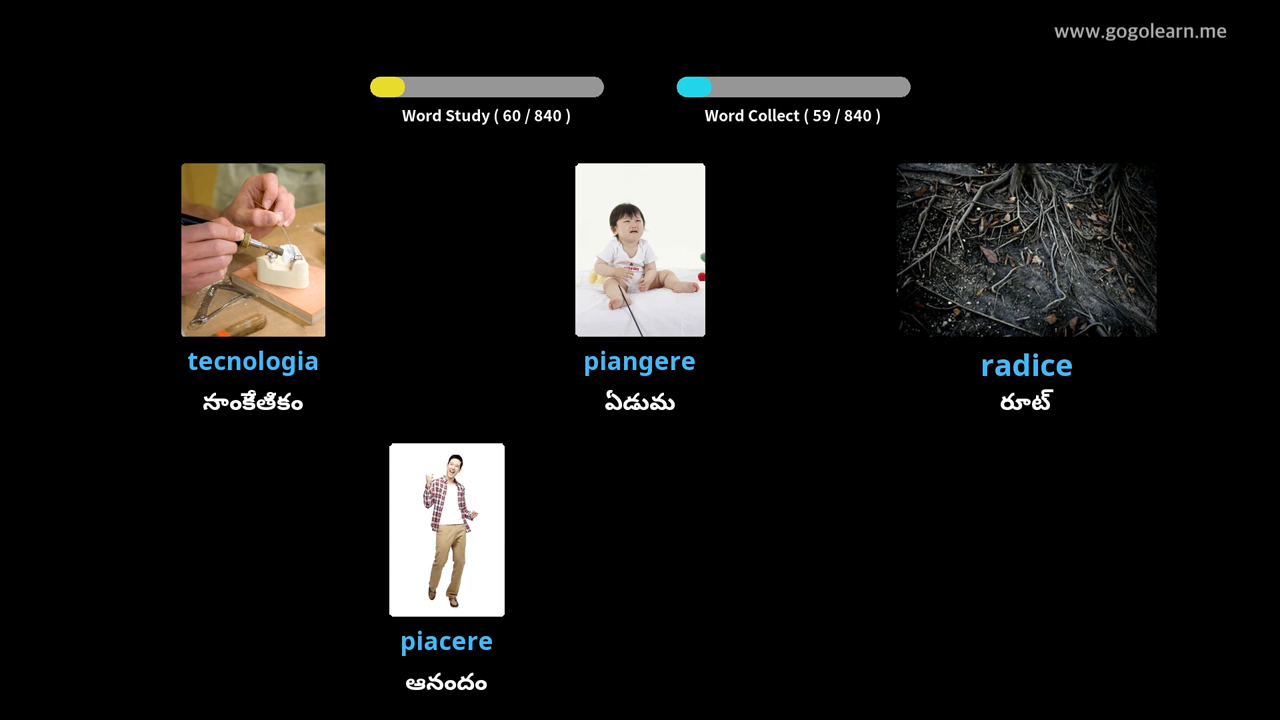 www.gogolearn.me
Word Study ( 60 / 840 )
Word Collect ( 59 / 840 )
tecnologia
సాంకేతికం
piangere
ఏడుమ
radice
రూట్
piacere
ఆనందం